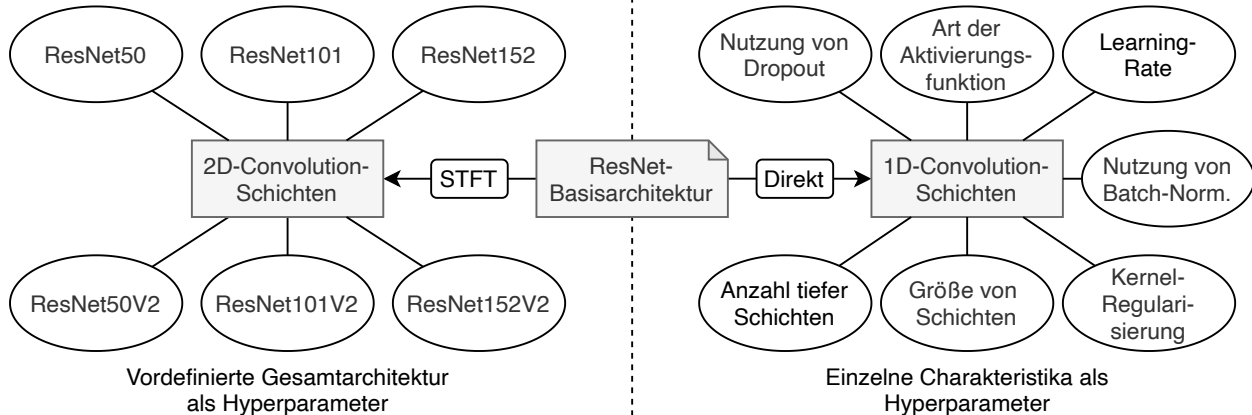 ResNet50
ResNet101
ResNet152
2D-Convolution-
Schichten
STFT
ResNet50V2
ResNet101V2
ResNet152V2
Vordefinierte Gesamtarchitektur
als Hyperparameter
ResNet-
Basisarchitektur
Direkt
Nutzung von
Dropout
Art der
Aktivierungs-
funktion
Learning-
Rate
1D-Convolution-
Schichten
Nutzung von
Batch-Norm.
Anzahl tiefer
Schichten
Größe von
Schichten
Kernel-
Regulari-
sierung
Einzelne Charakteristika als
Hyperparameter